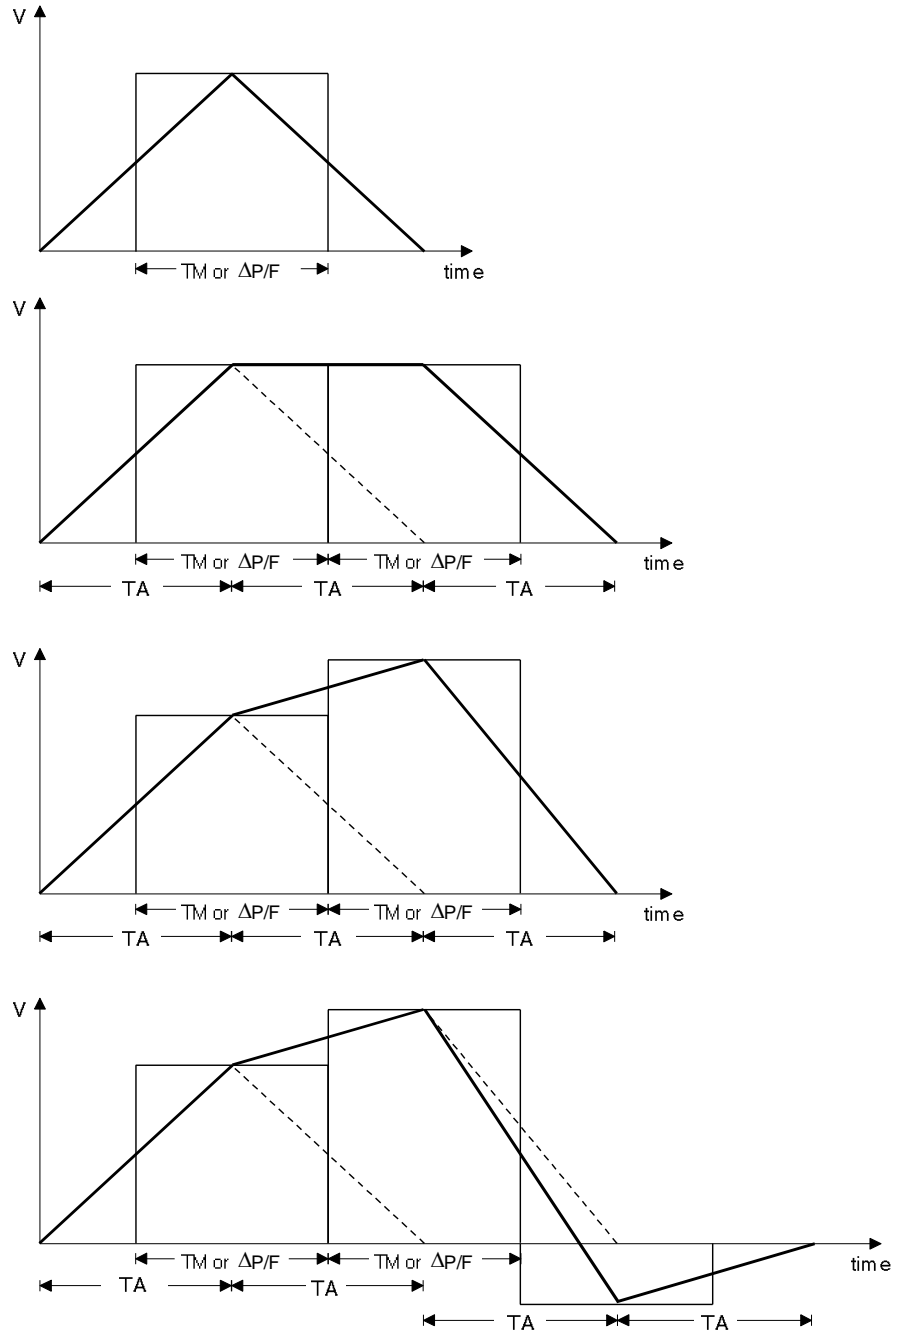 V
TM or ΔP/F
time
V
TM or ΔP/F TM or ΔP/F
time
TA TA TA
V
TM or ΔP/F TM or ΔP/F
time
TA TA TA
V
TM or ΔP/F TM or ΔP/F
time
TA TA
TA TA